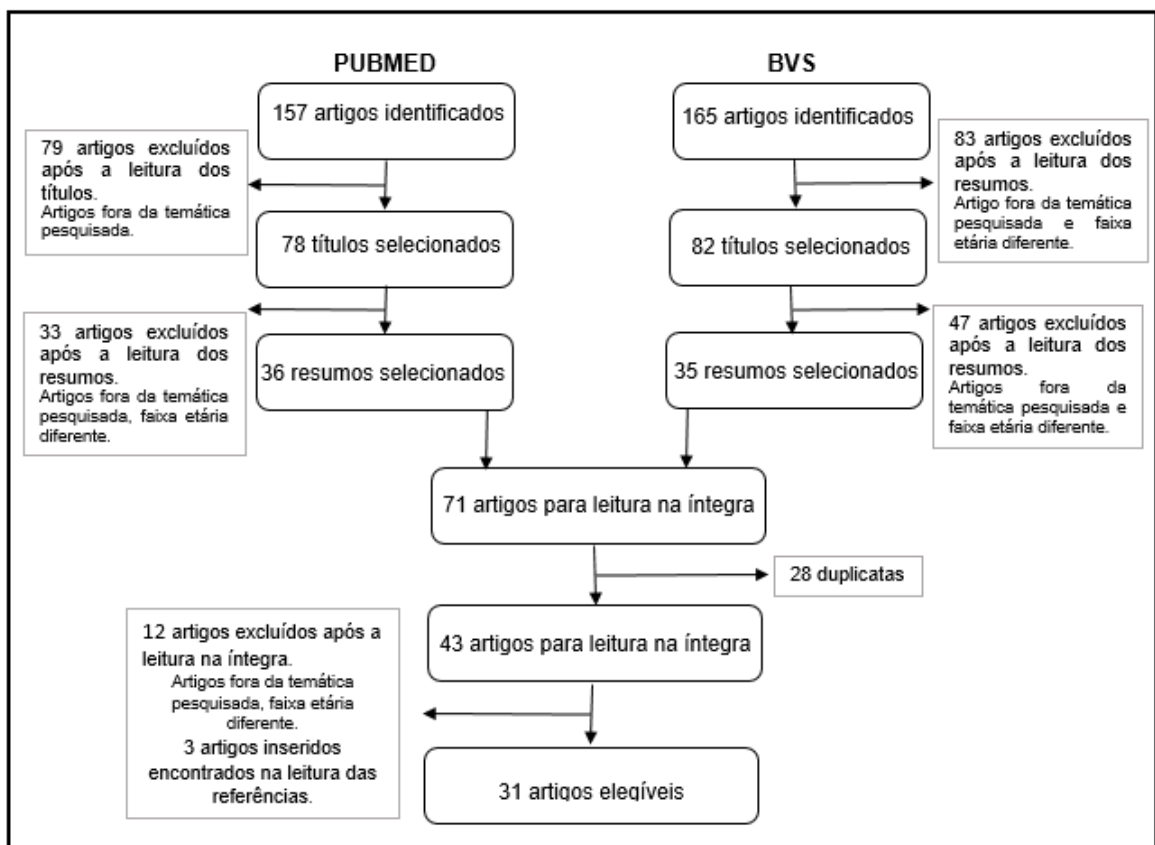 PUBMED
BVS
157 artigos identificados
165 artigos identificados
79 artigos excluídos
após a leitura dos
títulos.
Artigos fora da temática
pesquisada.
83 artigos excluídos
após a leitura dos
resumos.
Artigo fora da temática
pesquisada e faixa
etária diferente.
78 títulos selecionados
82 títulos selecionados
33 artigos excluídos
após a leitura dos
resumos.
Artigos fora da temática
pesquisada, faixa etária
diferente.
47 artigos excluídos
após a leitura dos
resumos.
Artigos fora da
temática pesquisada e
faixa etária diferente.
36 resumos selecionados
35 resumos selecionados
71 artigos para leitura na íntegra
28 duplicatas
43 artigos para leitura na íntegra
12 artigos excluídos após a
leitura na íntegra.
Artigos fora da temática
pesquisada, faixa etária
diferente.
3 artigos inseridos
encontrados na leitura das
referências.
31 artigos elegíveis